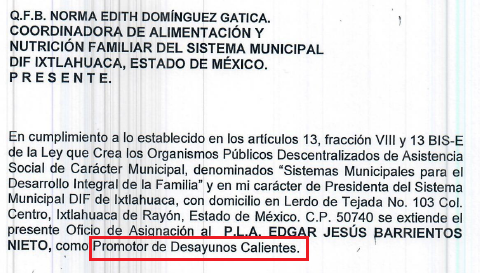 Q.F.B. NORMA EDITH DOMÍNGUEZ GATICA.
COORDINADORA DE ALIMENTACIÓN Y
NUTRICIÓN FAMILIAR DEL SISTEMA MUNICIPAL
DIF IXTLAHUACA, ESTADO DE MÉXICO.
P R E S E N T E.
En cumplimiento a lo establecido en los artículos 13, fracción VIII y 13 BIS-E
de la Ley que Crea los Organismos Públicos Descentralizados de Asistencia
Social de Carácter Municipal, denominados "Sistemas Municipales para el
Desarrollo Integral de la Familia" y en mi carácter de Presidenta del Sistema
Municipal DIF de Ixtlahuaca, con domicilio en Lerdo de Tejada No. 103 Col.
Centro, Ixtlahuaca de Rayón, Estado de México. C.P. 50740 se extiende el
presente Oficio de Asignación al P.L.A. EDGAR JESÚS BARRIENTOS
NIETO, como Promotor de Desayunos Calientes.